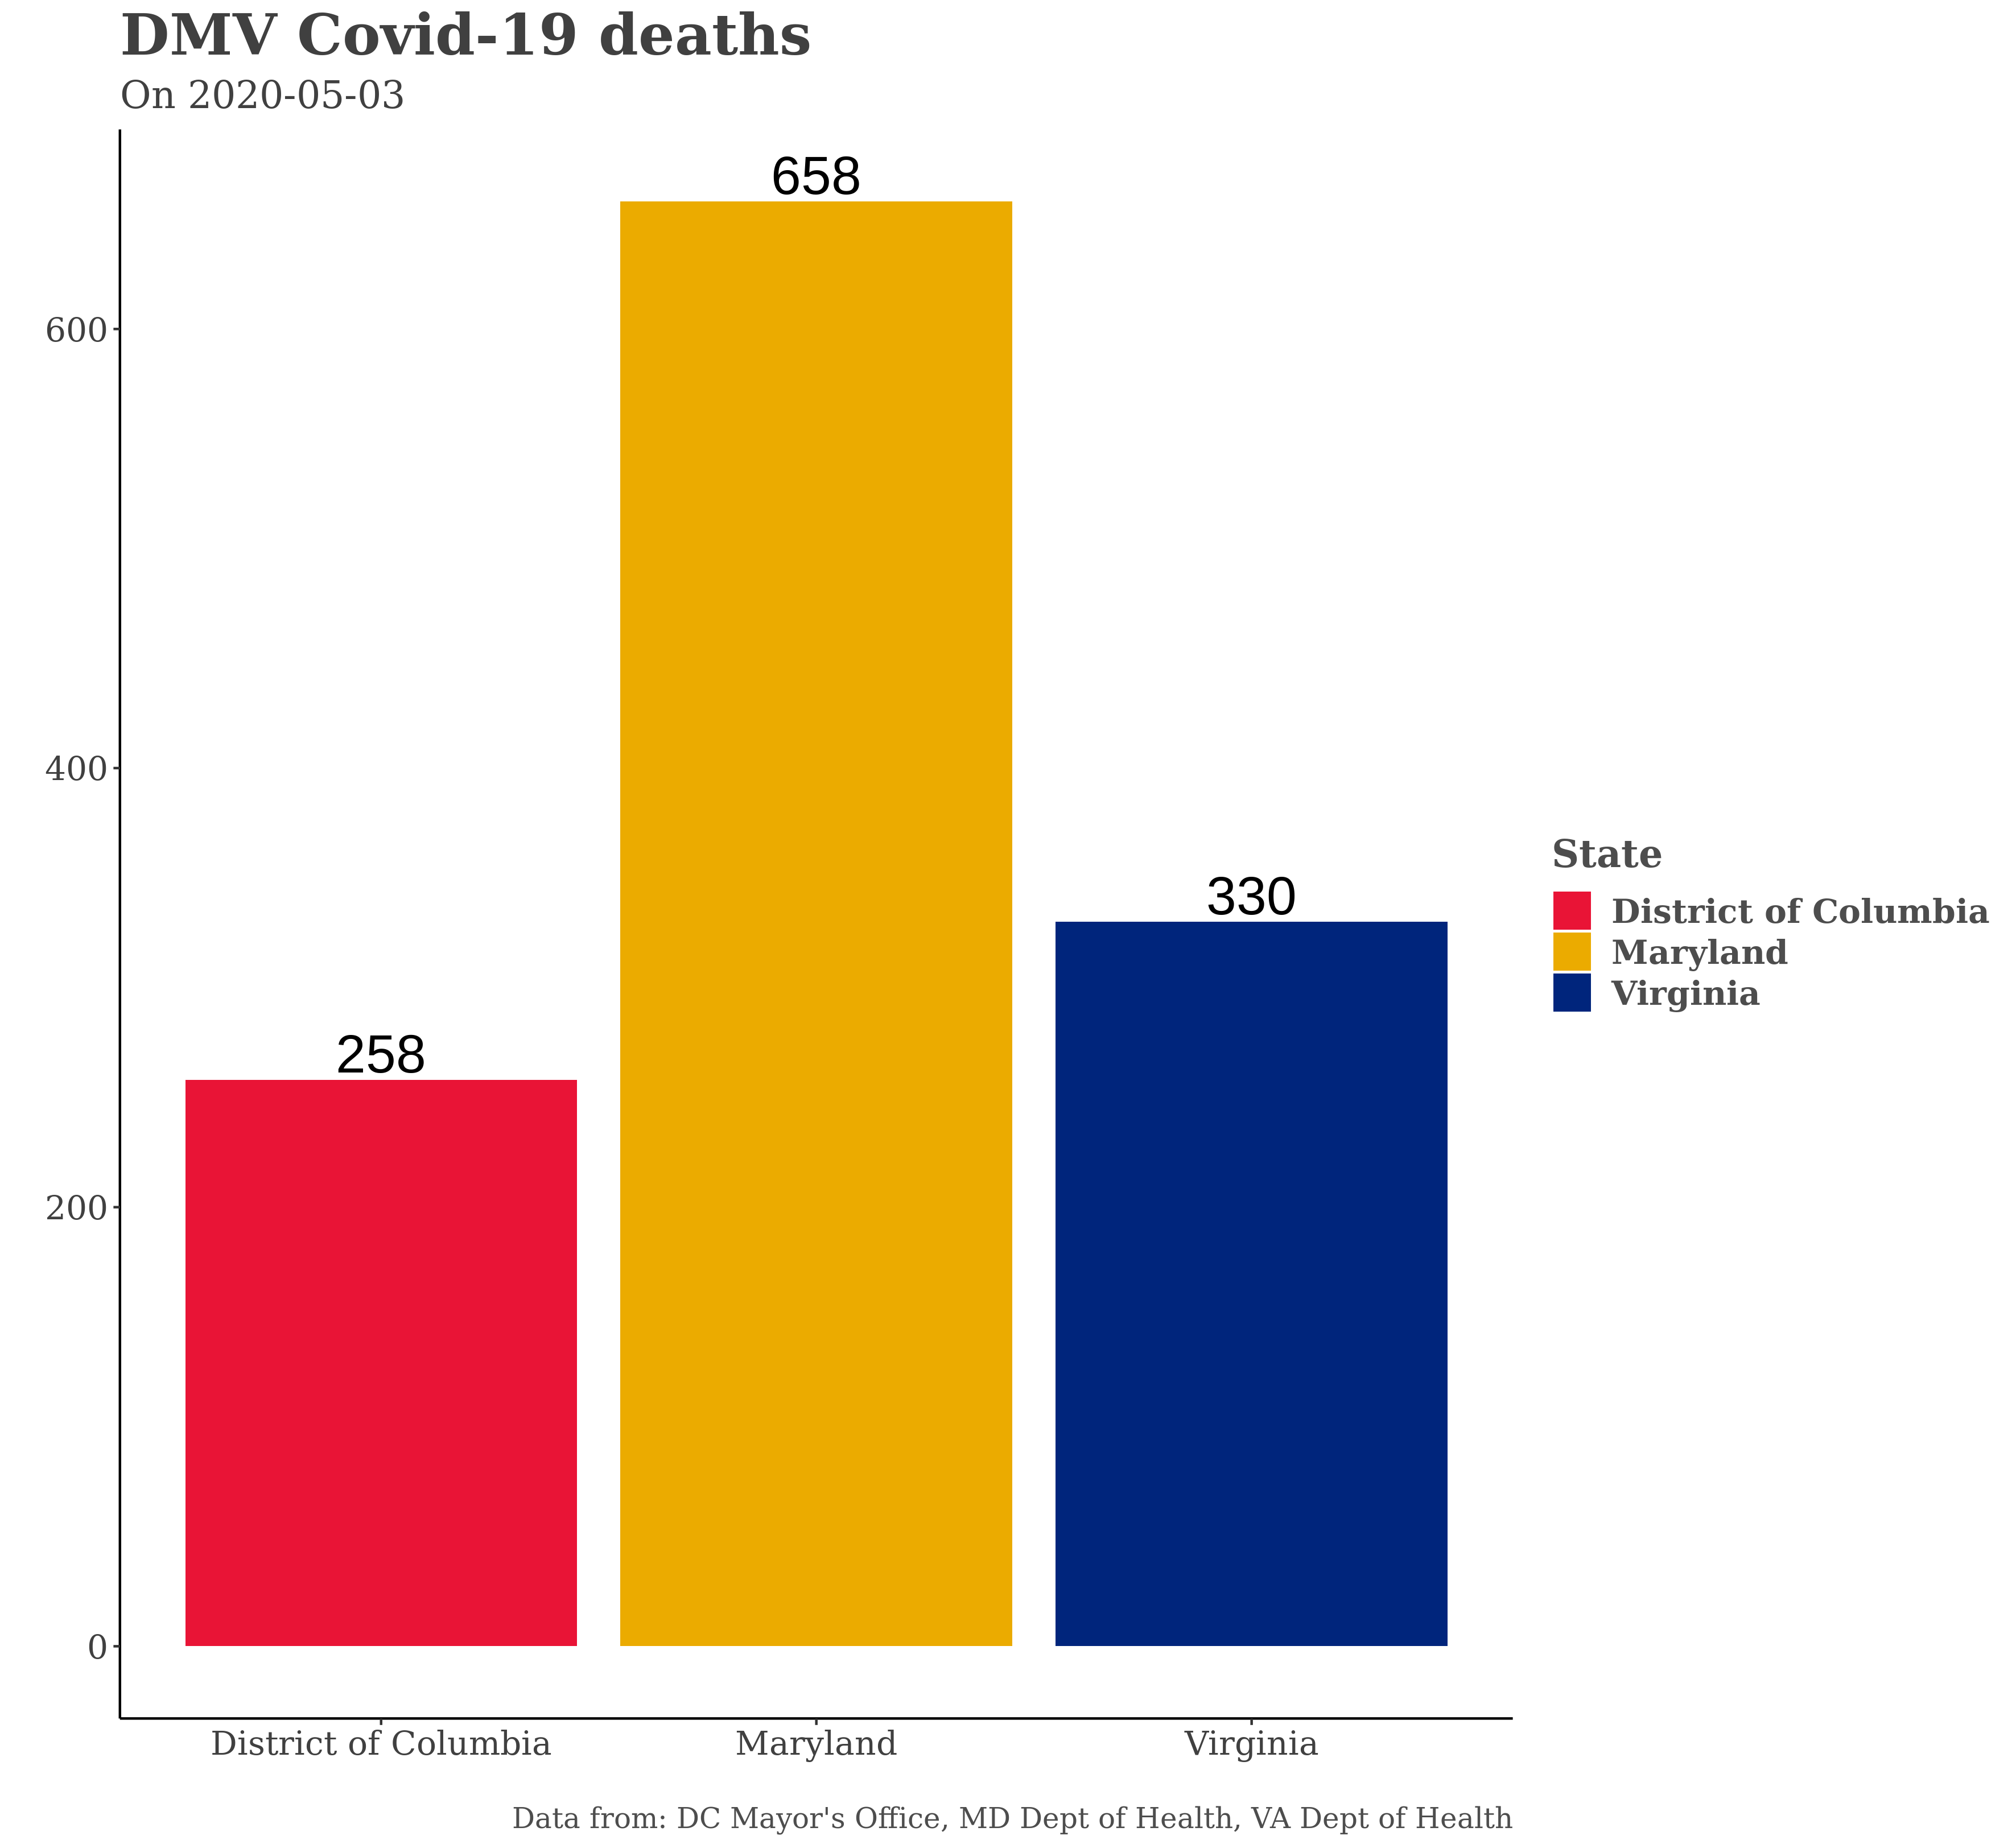 DMV Covid-19 deaths
On 2020-05-03
658
600
400
330
State
District of Columbia
Maryland
Virginia
258
200
0
District of Columbia Maryland Virginia
Data from: DC Mayor's Office, MD Dept of Health, VA Dept of Health